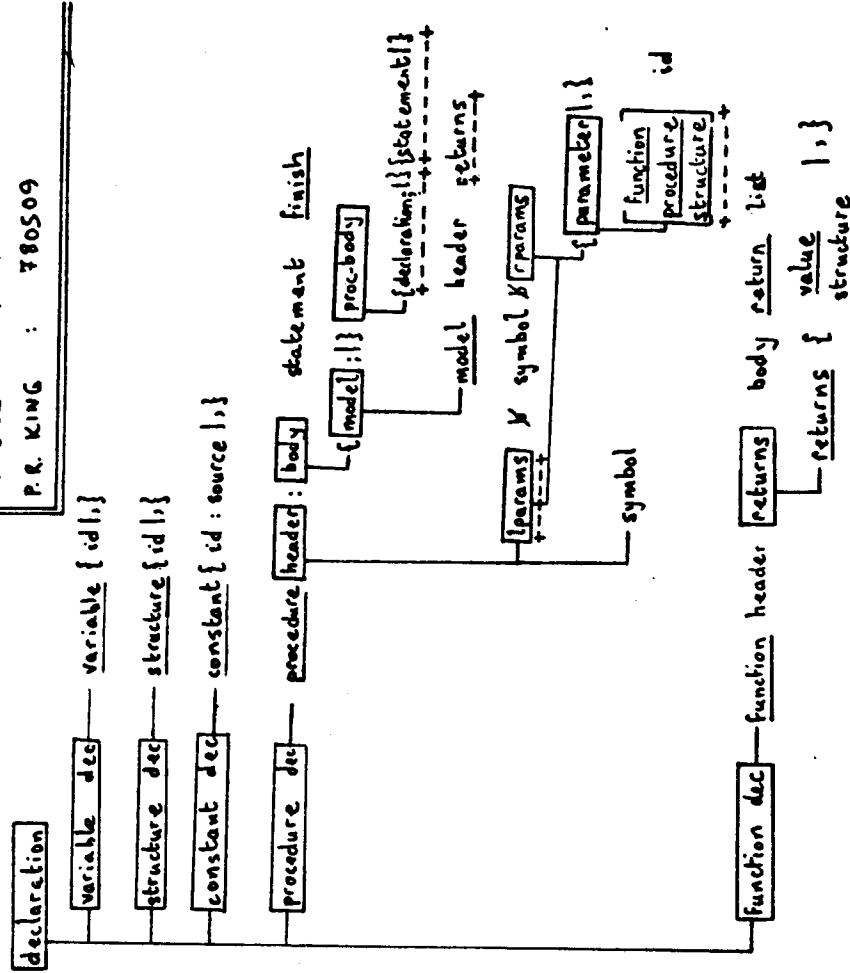 P.R. KING : 780509
declaration
variable dec variable { id |,}
structure dec structure { id |,}
constant dec constant { id : source |,}
procedure dec procedure header : body statement finish
{ model ; | } proc-body
{ declaration; | } { statement | }
model header returns
lparams symbol rparams
{ parameter |,}
function
procedure id
structure
symbol
function dec function header returns body return list
returns { value |,}
structure